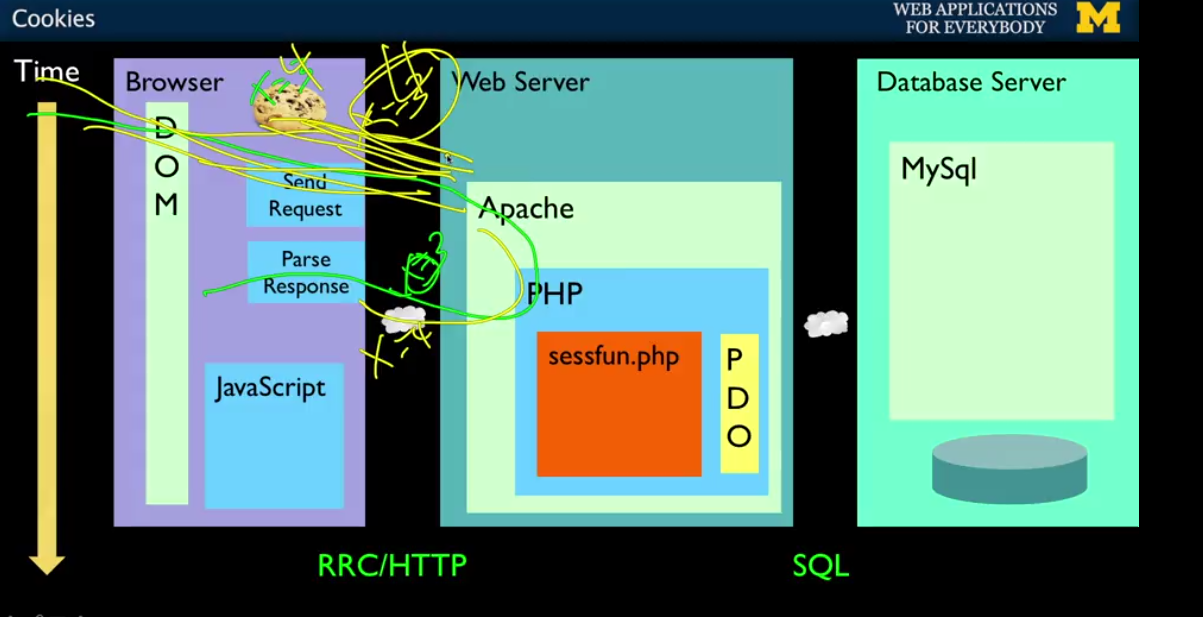 Cookies
WEB APPLICATIONS
FOR EVERYBODY
M
Time
Browser
Web Server
Database Server
D
O
M
Send
Request
Parse
Response
JavaScript
Apache
PHP
sessfun.php
P
D
O
MySql
RRC/HTTP
SQL